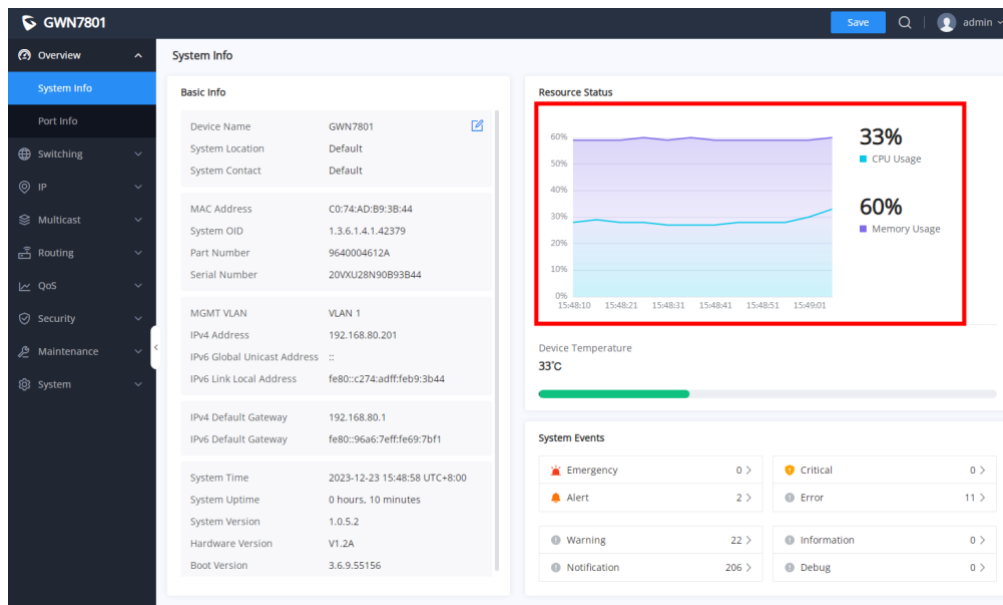 GWN7801
Save
admin
Overview
System Info
Port Info
Switching
IP
Multicast
Routing
QoS
Security
Maintenance
System
System Info
Basic Info
Device Name GWN7801
System Location Default
System Contact Default
MAC Address C0:74:AD:B9:3B:44
System OID 1.3.6.1.4.1.42379
Part Number 9640004612A
Serial Number 20VXU28N90B93B44
MGMT VLAN VLAN 1
IPv4 Address 192.168.80.201
IPv6 Global Unicast Address ::
IPv6 Link Local Address fe80::c274:adff:feb9:3b44
IPv4 Default Gateway 192.168.80.1
IPv6 Default Gateway fe80::96a6:7eff:fe69:7bf1
System Time 2023-12-23 15:48:58 UTC+8:00
System Uptime 0 hours, 10 minutes
System Version 1.0.5.2
Hardware Version V1.2A
Boot Version 3.6.9.55156
Resource Status
60%
50%
40%
30%
20%
10%
0%
15:48:10 15:48:21 15:48:31 15:48:41 15:48:51 15:49:01
33%
CPU Usage
60%
Memory Usage
Device Temperature
33°C
System Events
Emergency 0 >
Critical 0 >
Alert 2 >
Error 11 >
Warning 22 >
Information 0 >
Notification 206 >
Debug 0 >